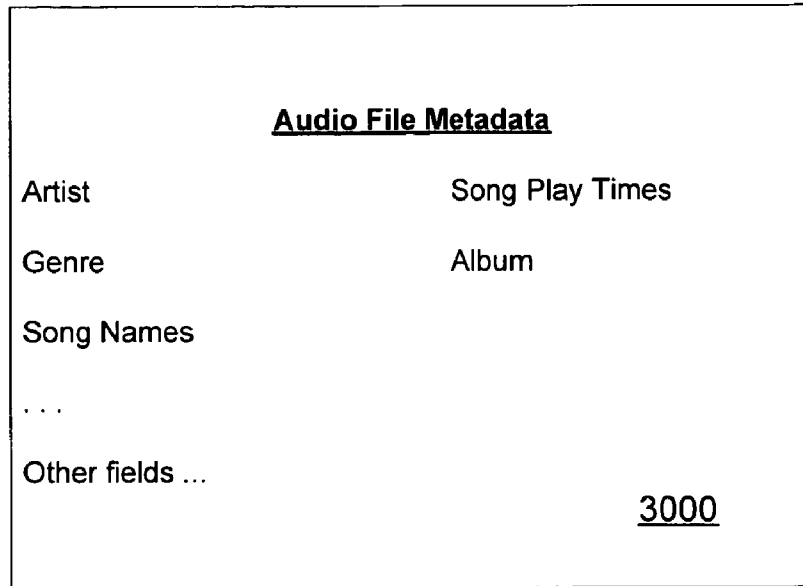 Audio File Metadata
Artist Song Play Times
Genre Album
Song Names
. . .
Other fields ...
3000